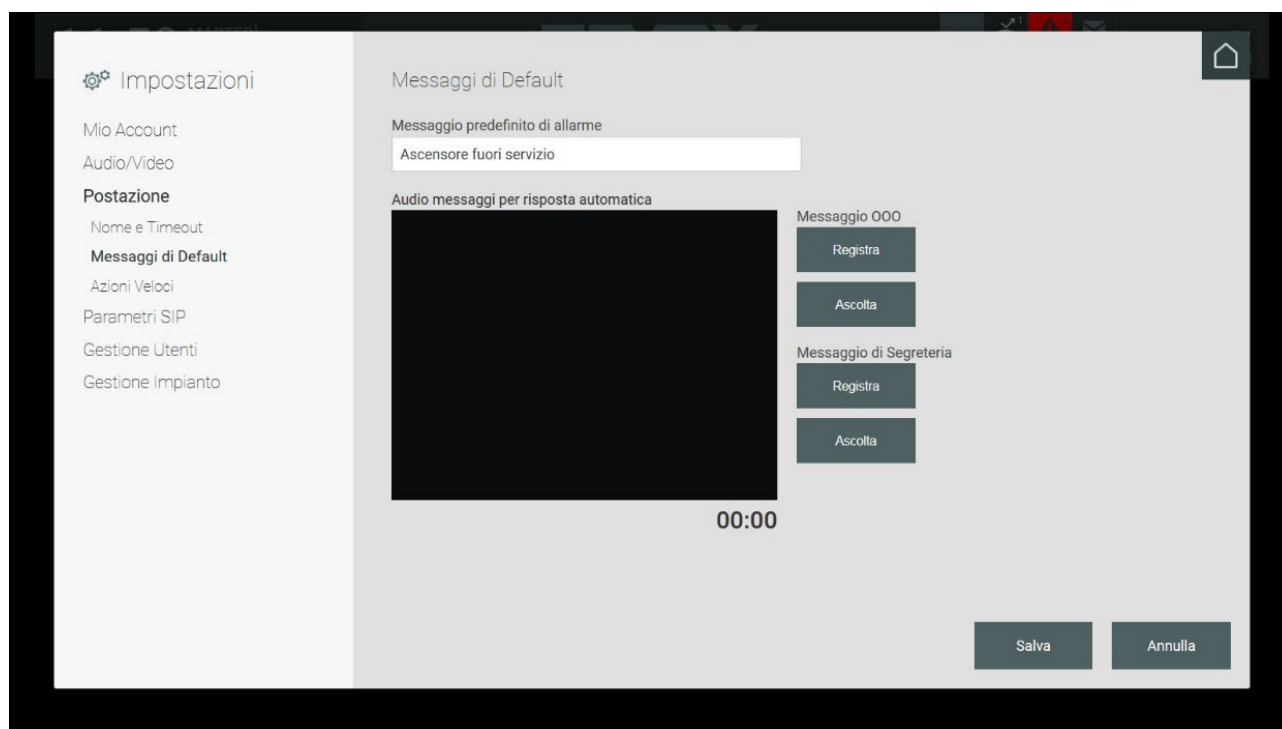 Impostazioni
Mio Account
Audio/Video
Postazione
Nome e Timeout
Messaggi di Default
Azioni Veloci
Parametri SIP
Gestione Utenti
Gestione Impianto
Messaggi di Default
Messaggio predefinito di allarme
Ascensore fuori servizio
Audio messaggi per risposta automatica
00:00
Messaggio OOO
Registra
Ascolta
Messaggio di Segreteria
Registra
Ascolta
Salva
Annulla